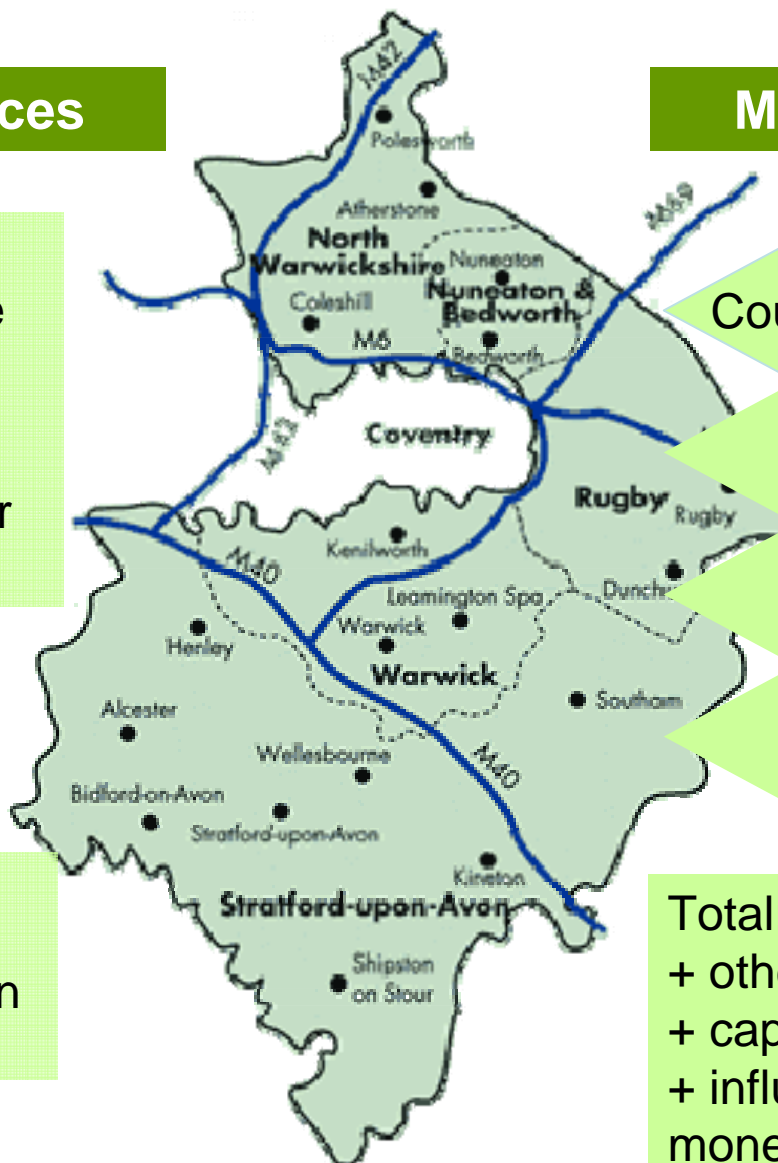 ces
M
M42
Polesworth
Atherstone
North
Warwickshire
Nuneaton
Nuneaton &
Bedworth
Bedworth
Coleshill
M6
M69
e
Cou
Coventry
M42
r
Rugby
Rugby
Kenilworth
M40
Leamington Spa
Dunch
Henley
Warwick
Warwick
Southam
Alcester
Wellesbourne
M40
Bidford-on-Avon
Stratford-upon-Avon
Kineton
Stratford-upon-Avon
n
Shipston
on Stour
Total
+ othe
+ cap
+ influ
mone